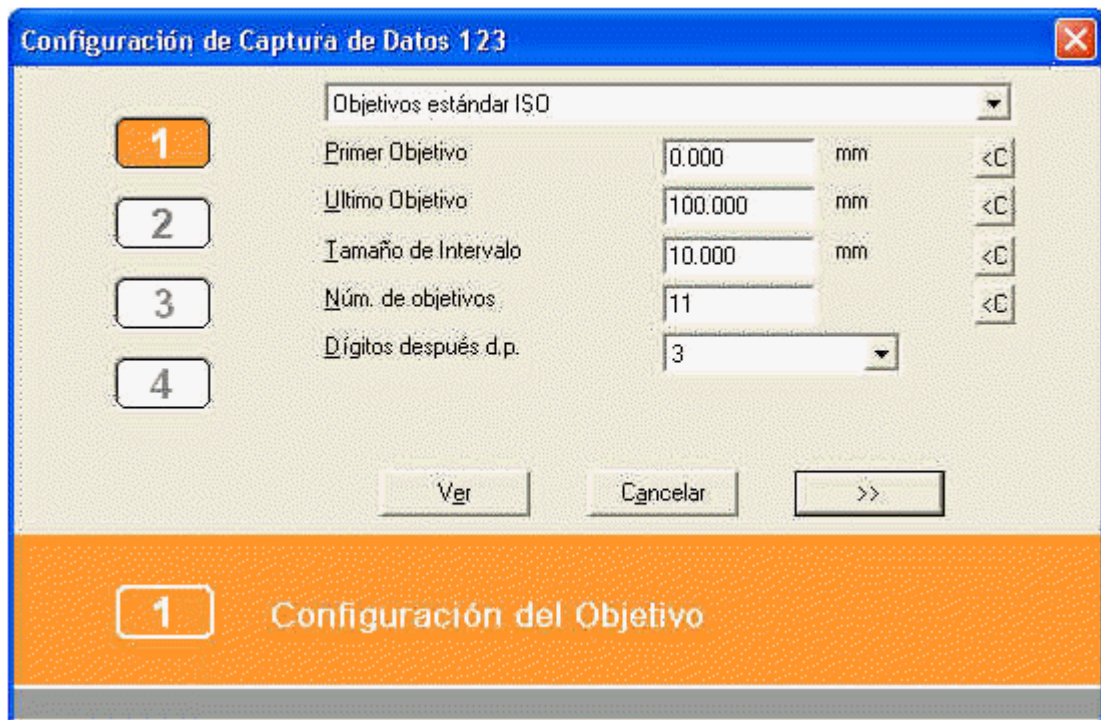 Configuración de Captura de Datos 123
1
2
3
4
Objetivos estándar ISO
Primer Objetivo 0.000 mm <C
Ultimo Objetivo 100.000 mm <C
Tamaño de Intervalo 10.000 mm <C
Núm. de objetivos 11 <C
Dígitos después d.p. 3
Ver Cancelar >>
1 Configuración del Objetivo